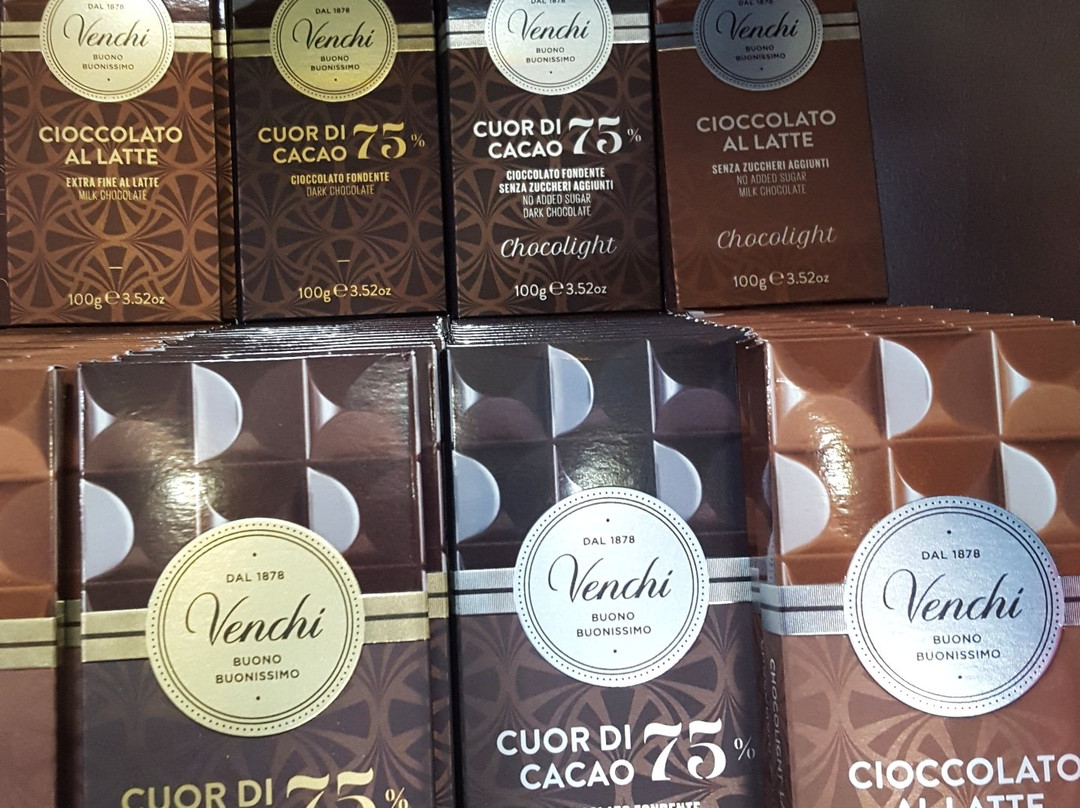 DAL 1878
Venchi
BUONO
BUONISSIMO
CIOCCOLATO
AL LATTE
EXTRA FINE AL LATTE
MILK CHOCOLATE
100g e 3.52oz
DAL 1878
Venchi
BUONO
BUONISSIMO
CUOR DI
CACAO 75%
CIOCCOLATO FONDENTE
DARK CHOCOLATE
100g e 3.52oz
DAL 1878
Venchi
BUONO
BUONISSIMO
CUOR DI
CACAO 75%
CIOCCOLATO FONDENTE
SENZA ZUCCHERI AGGIUNTI
NO ADDED SUGAR
DARK CHOCOLATE
Chocolight
100g e 3.52oz
DAL 1878
Venchi
BUONO
BUONISSIMO
CIOCCOLATO
AL LATTE
SENZA ZUCCHERI AGGIUNTI
NO ADDED SUGAR
MILK CHOCOLATE
Chocolight
100g e 3.52oz
DAL 1878
Venchi
BUONO
BUONISSIMO
CUOR DI 75%
DAL 1878
Venchi
BUONO
BUONISSIMO
CUOR DI
CACAO 75%
FONDENTE
CHOCOLIGHT
DAL 1878
Venchi
BUONO
BUONISSIMO
CIOCCOLATO
AL LATTE